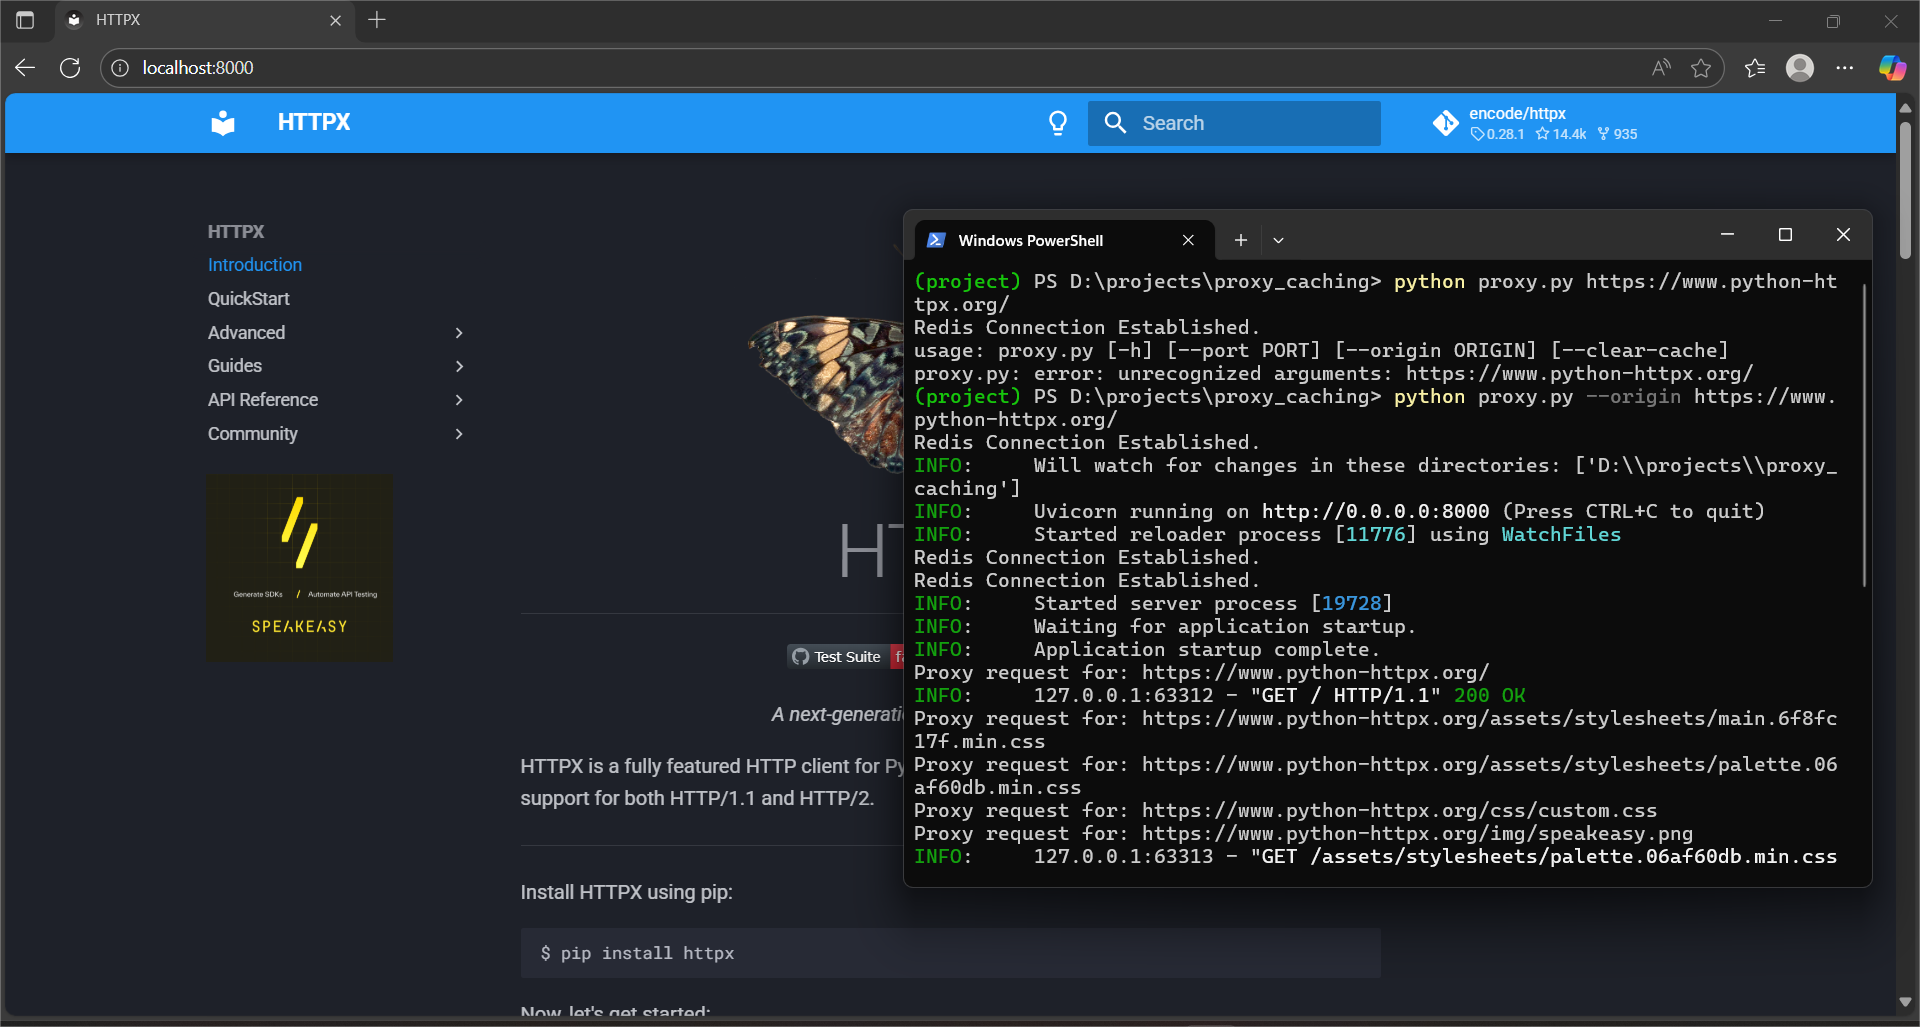 HTTPX
localhost:8000
HTTPX
Search
encode/httpx
0.28.1 14.4k 935
HTTPX
Introduction
QuickStart
Advanced
Guides
API Reference
Community
Generate SDKs / Automate API Testing
SPEAKEASY
HT
Test Suite
A next-generati
HTTPX is a fully featured HTTP client for Py
support for both HTTP/1.1 and HTTP/2.
Install HTTPX using pip:
$ pip install httpx
Now, let's get started:
Windows PowerShell
(project) PS D:\projects\proxy_caching> python proxy.py https://www.python-ht
tpx.org/
Redis Connection Established.
usage: proxy.py [-h] [--port PORT] [--origin ORIGIN] [--clear-cache]
proxy.py: error: unrecognized arguments: https://www.python-httpx.org/
(project) PS D:\projects\proxy_caching> python proxy.py --origin https://www.
python-httpx.org/
Redis Connection Established.
INFO: Will watch for changes in these directories: ['D:\\projects\\proxy_
caching']
INFO: Uvicorn running on http://0.0.0.0:8000 (Press CTRL+C to quit)
INFO: Started reloader process [11776] using WatchFiles
Redis Connection Established.
Redis Connection Established.
INFO: Started server process [19728]
INFO: Waiting for application startup.
INFO: Application startup complete.
Proxy request for: https://www.python-httpx.org/
INFO: 127.0.0.1:63312 - "GET / HTTP/1.1" 200 OK
Proxy request for: https://www.python-httpx.org/assets/stylesheets/main.6f8fc
17f.min.css
Proxy request for: https://www.python-httpx.org/assets/stylesheets/palette.06
af60db.min.css
Proxy request for: https://www.python-httpx.org/css/custom.css
Proxy request for: https://www.python-httpx.org/img/speakeasy.png
INFO: 127.0.0.1:63313 - "GET /assets/stylesheets/palette.06af60db.min.css